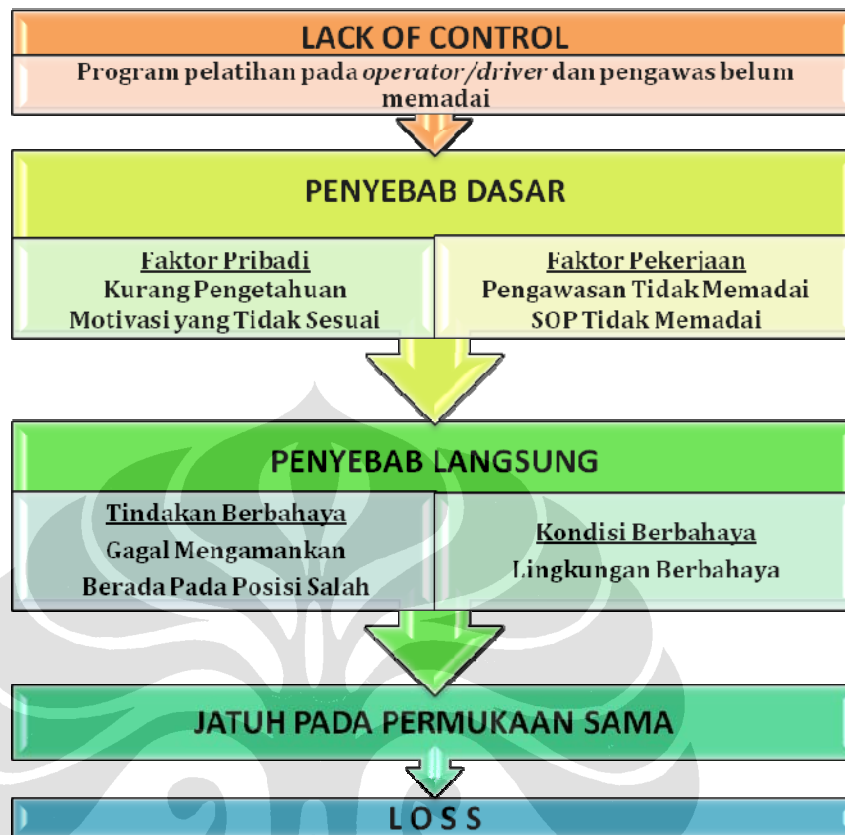 LACK OF CONTROL
Program pelatihan pada operator/driver dan pengawas belum
memadai
PENYEBAB DASAR
Faktor Pribadi
Kurang Pengetahuan
Motivasi yang Tidak Sesuai
Faktor Pekerjaan
Pengawasan Tidak Memadai
SOP Tidak Memadai
PENYEBAB LANGSUNG
Tindakan Berbahaya
Gagal Mengamankan
Berada Pada Posisi Salah
Kondisi Berbahaya
Lingkungan Berbahaya
JATUH PADA PERMUKAAN SAMA
L O S S